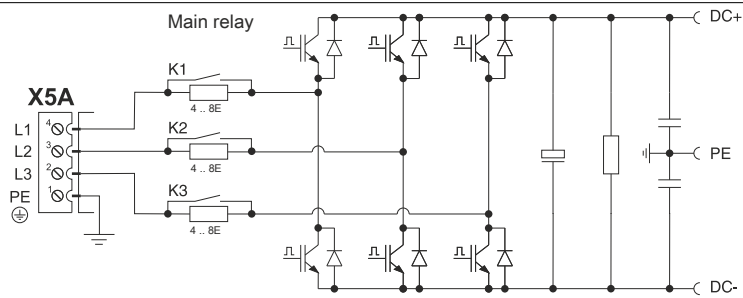 Main relay
DC+
K1
4 .. 8E
X5A
L1 4
K2
4 .. 8E
L2 3
PE
L3 2
K3
4 .. 8E
PE 1
DC-